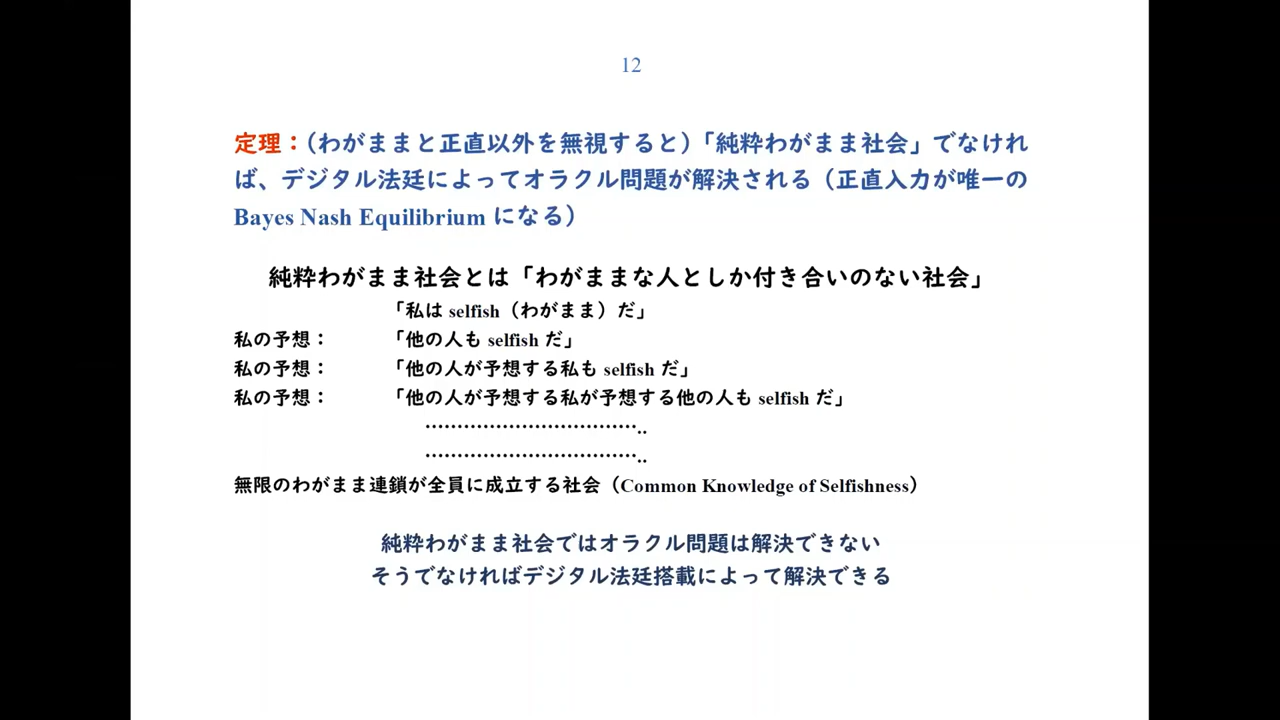 12
定理：（わがままと正直以外を無視すると）「純粋わがまま社会」でなけれ
ば、デジタル法廷によってオラクル問題が解決される（正直入力が唯一の
Bayes Nash Equilibrium になる）
純粋わがまま社会とは「わがままな人としか付き合いのない社会」
「私は selfish（わがまま）だ」
私の予想： 「他の人も selfish だ」
私の予想： 「他の人が予想する私も selfish だ」
私の予想： 「他の人が予想する私が予想する他の人も selfish だ」
……………………………..
……………………………..
無限のわがまま連鎖が全員に成立する社会（Common Knowledge of Selfishness）
純粋わがまま社会ではオラクル問題は解決できない
そうでなければデジタル法廷搭載によって解決できる